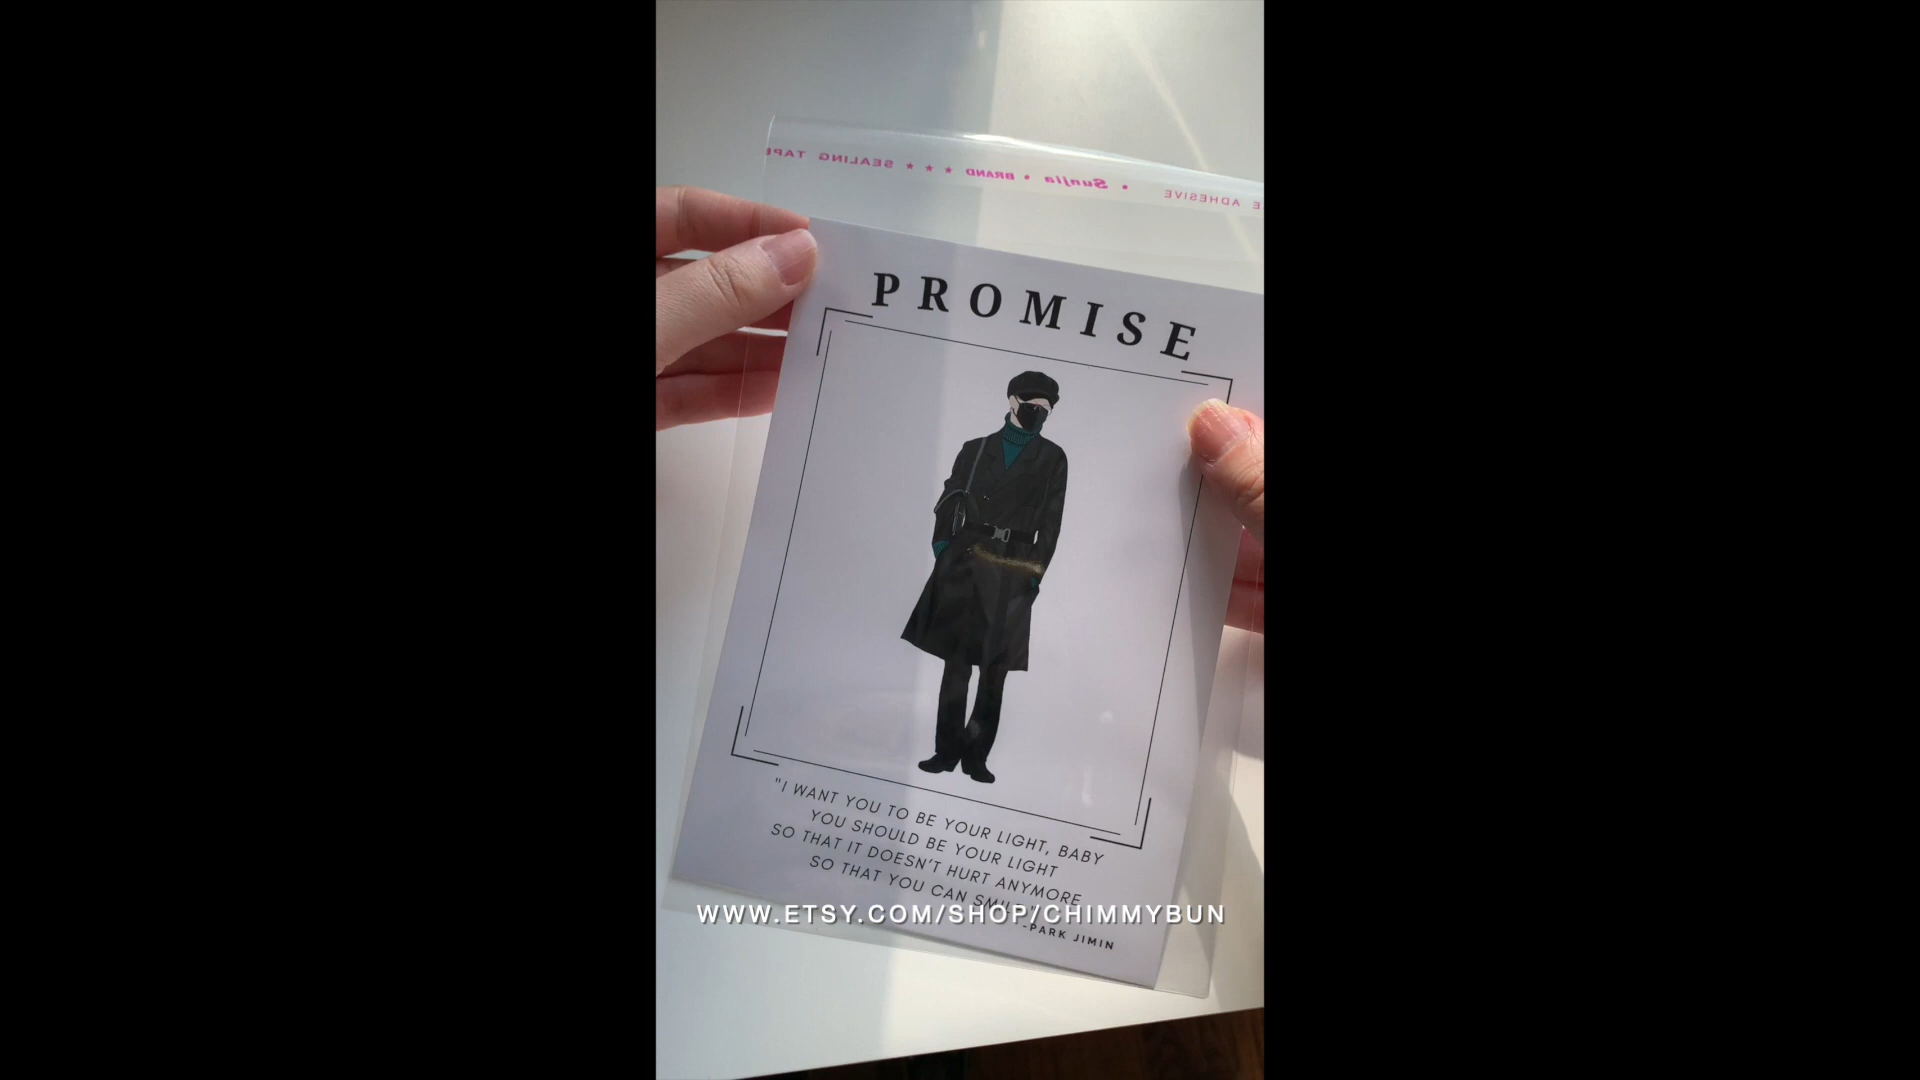 SEALING TAPE
★ ★ ★
BRAND
• Sunjia •
ADHESIVE
PROMISE
"I WANT YOU TO BE YOUR LIGHT, BABY
YOU SHOULD BE YOUR LIGHT
SO THAT IT DOESN'T HURT ANYMORE
SO THAT YOU CAN SMILE"
-PARK JIMIN
WWW.ETSY.COM/SHOP/CHIMMYBUN